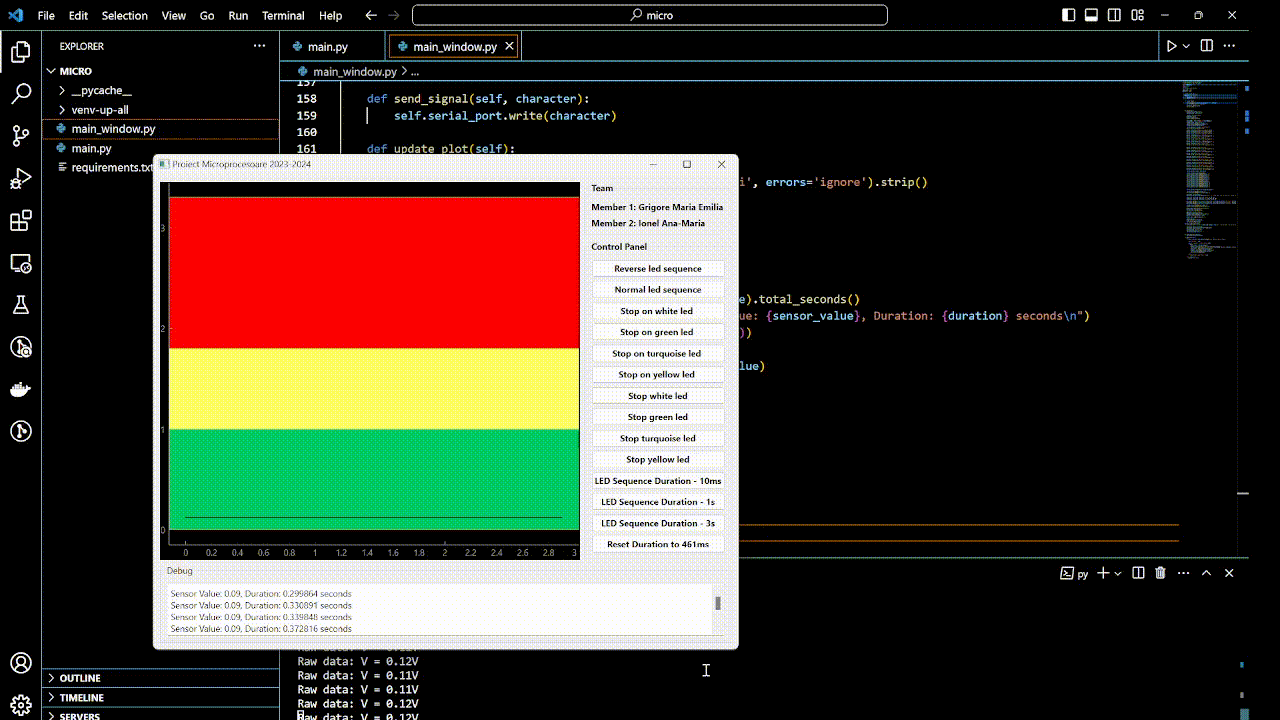 File Edit Selection View Go Run Terminal Help
micro
EXPLORER
MICRO
__pycache__
venv-up-all
main_window.py
main.py
requirements.txt
OUTLINE
TIMELINE
SERVERS
main.py
main_window.py
main_window.py > ...
157
158 def send_signal(self, character):
159 self.serial_port.write(character)
160
161 def update_plot(self):
', errors='ignore').strip()
).total_seconds()
{sensor_value}, Duration: {duration} seconds\n")
))
Proiect Microprocesoare 2023-2024
3
2
1
0
0 0.2 0.4 0.6 0.8 1 1.2 1.4 1.6 1.8 2 2.2 2.4 2.6 2.8 3
Team
Member 1: Grigore Maria Emilia
Member 2: Ionel Ana-Maria
Control Panel
Reverse led sequence
Normal led sequence
Stop on white led
Stop on green led
Stop on turquoise led
Stop on yellow led
Stop white led
Stop green led
Stop turquoise led
Stop yellow led
LED Sequence Duration - 10ms
LED Sequence Duration - 1s
LED Sequence Duration - 3s
Reset Duration to 461ms
Debug
Sensor Value: 0.09, Duration: 0.299864 seconds
Sensor Value: 0.09, Duration: 0.330891 seconds
Sensor Value: 0.09, Duration: 0.339848 seconds
Sensor Value: 0.09, Duration: 0.372816 seconds
py
Raw data: V = 0.12V
Raw data: V = 0.11V
Raw data: V = 0.11V
Raw data: V = 0.12V
Raw data: V = 0.12V